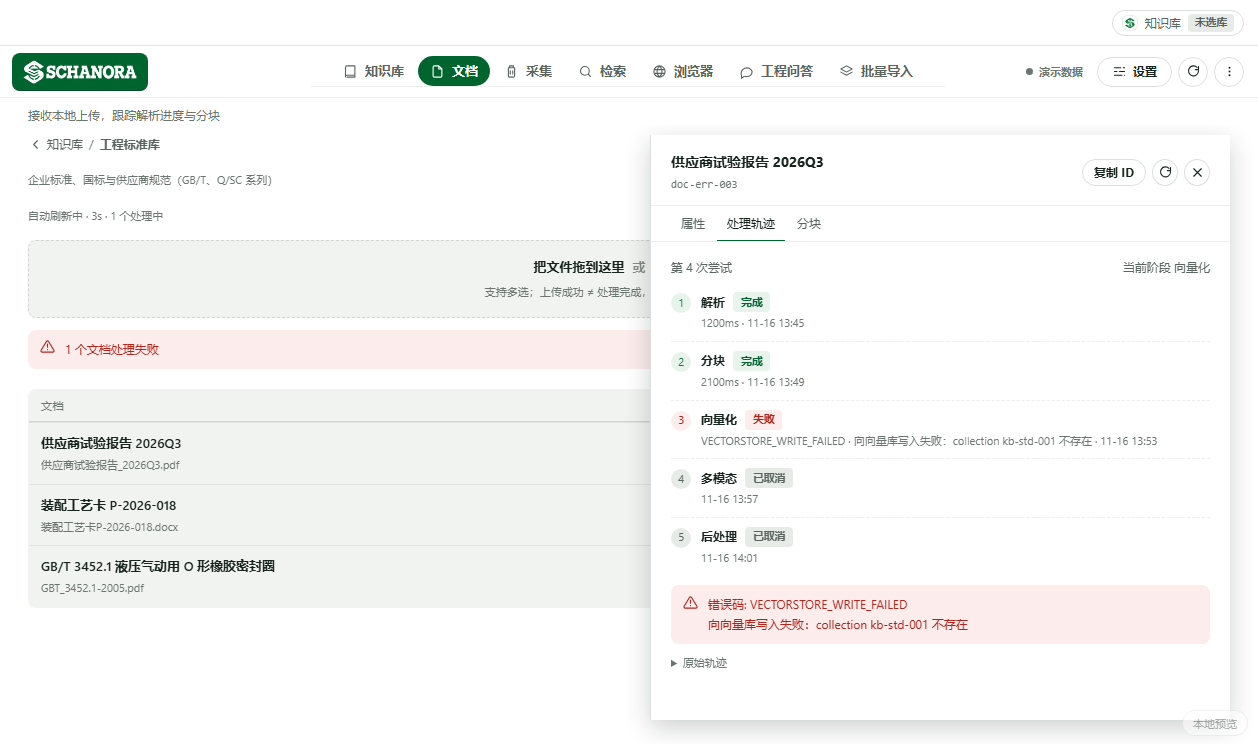 知识库 未选库
SCHANORA
知识库 文档 采集 检索 浏览器 工程问答 批量导入
演示数据 设置
接收本地上传，跟踪解析进度与分块
知识库 / 工程标准库
企业标准、国标与供应商规范（GB/T、Q/SC 系列）
自动刷新中 · 3s · 1 个处理中
把文件拖到这里 或
支持多选；上传成功 ≠ 处理完成，
1 个文档处理失败
文档
供应商试验报告 2026Q3
供应商试验报告_2026Q3.pdf
装配工艺卡 P-2026-018
装配工艺卡P-2026-018.docx
GB/T 3452.1 液压气动用 O 形橡胶密封圈
GBT_3452.1-2005.pdf
供应商试验报告 2026Q3
doc-err-003
复制 ID
属性 处理轨迹 分块
第 4 次尝试 当前阶段 向量化
1 解析 完成
1200ms · 11-16 13:45
2 分块 完成
2100ms · 11-16 13:49
3 向量化 失败
VECTORSTORE_WRITE_FAILED · 向向量库写入失败：collection kb-std-001 不存在 · 11-16 13:53
4 多模态 已取消
11-16 13:57
5 后处理 已取消
11-16 14:01
错误码: VECTORSTORE_WRITE_FAILED
向向量库写入失败：collection kb-std-001 不存在
原始轨迹
本地预览